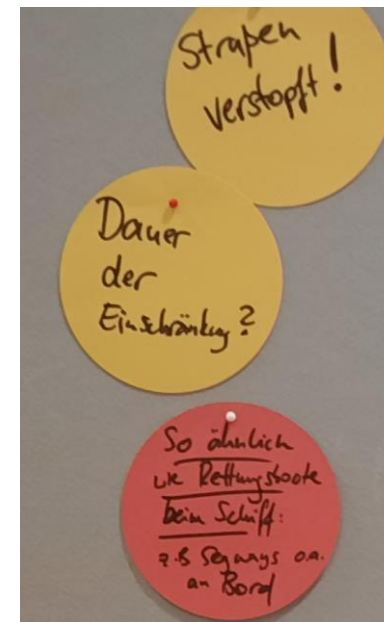 Straßen
verstopft!
Dauer
der
Einschränkung?
So ähnlich
wie Rettungsboote
beim Schiff:
z.B Segways o.ä.
an Bord